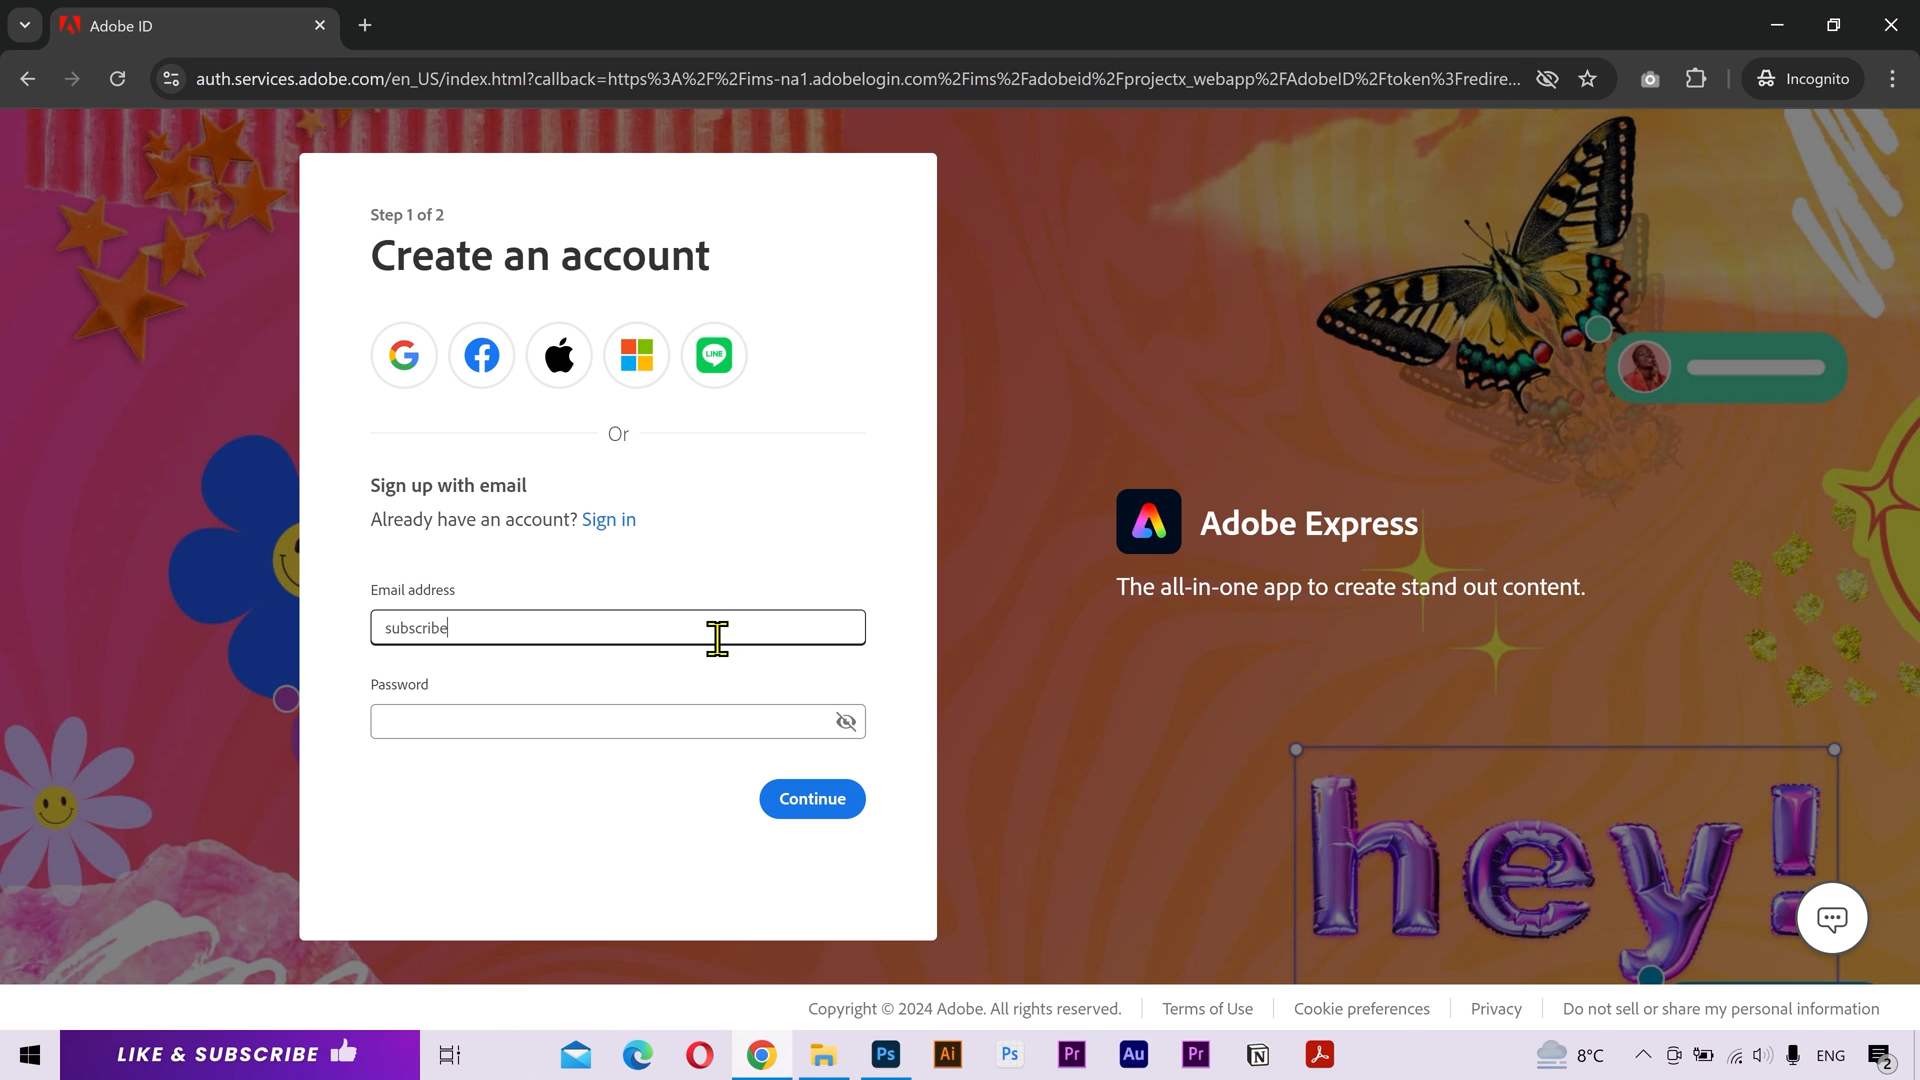 Adobe ID
auth.services.adobe.com/en_US/index.html?callback=https%3A%2F%2Fims-na1.adobelogin.com%2Fims%2Fadobeid%2Fprojectx_webapp%2FAdobeID%2Ftoken%3Fredire...
Incognito
Step 1 of 2
Create an account
LINE
Or
Sign up with email
Already have an account? Sign in
Email address
subscribe
Password
Continue
Adobe Express
The all-in-one app to create stand out content.
hey!
Copyright © 2024 Adobe. All rights reserved.
Terms of Use
Cookie preferences
Privacy
Do not sell or share my personal information
LIKE & SUBSCRIBE
Ps
Ai
Ps
Pr
Au
Pr
N
8°C
ENG
2